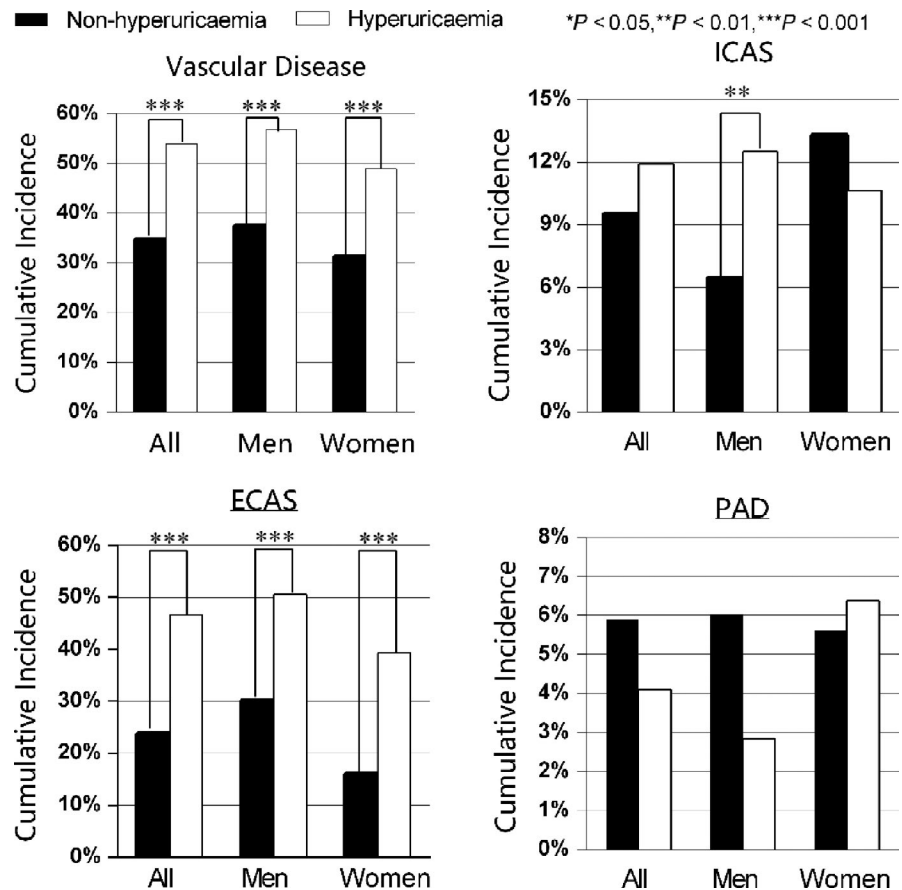 Non-hyperuricaemia Hyperuricaemia *P < 0.05,**P < 0.01,***P < 0.001
Vascular Disease
Cumulative Incidence
60%
50%
40%
30%
20%
10%
0%
*** *** ***
All Men Women
ICAS
Cumulative Incidence
15%
12%
9%
6%
3%
0%
**
All Men Women
ECAS
Cumulative Incidence
60%
50%
40%
30%
20%
10%
0%
*** *** ***
All Men Women
PAD
Cumulative Incidence
8%
7%
6%
5%
4%
3%
2%
1%
0%
All Men Women